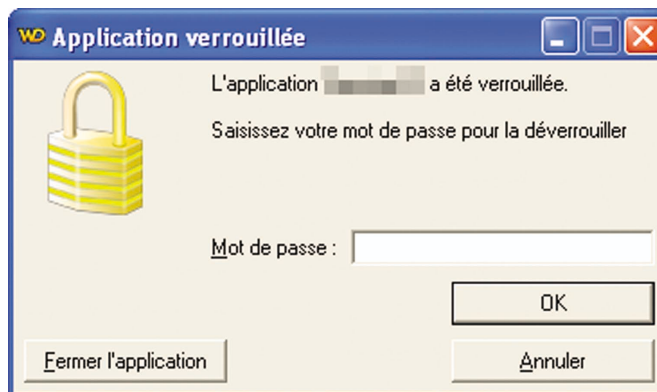 WD Application verrouillée
L'application a été verrouillée.
Saisissez votre mot de passe pour la déverrouiller
Mot de passe :
OK
Fermer l'application Annuler